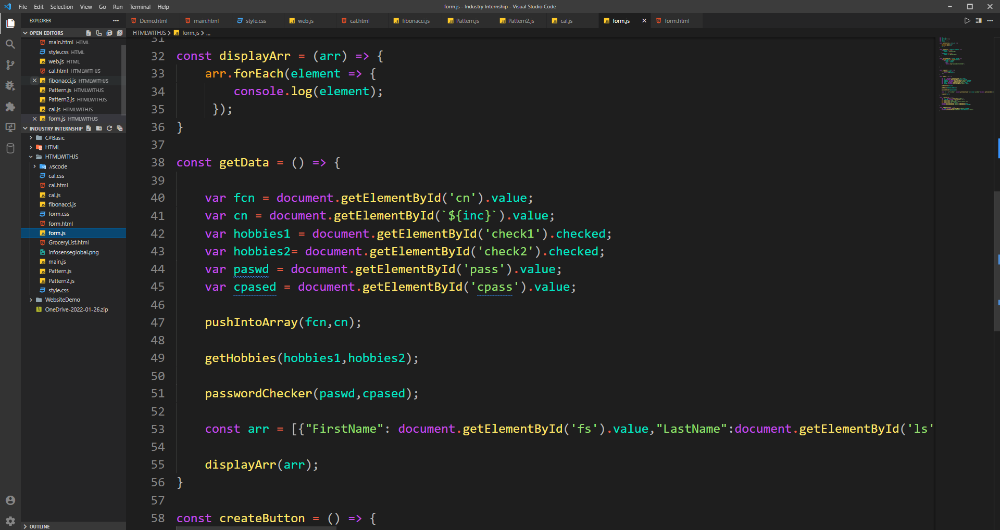 File Edit Selection View Go Run Terminal Help
form.js - Industry Internship - Visual Studio Code
EXPLORER
Demo.html main.html style.css web.js cal.html fibonacci.js Pattern.js Pattern2.js cal.js form.js form.html
OPEN EDITORS
main.html HTML
style.css HTML
web.js HTML
cal.html HTMLWITHJS
fibonacci.js HTMLWITHJS
Pattern.js HTMLWITHJS
Pattern2.js HTMLWITHJS
cal.js HTMLWITHJS
form.js HTMLWITHJS
INDUSTRY INTERNSHIP
C#Basic
HTML
HTMLWITHJS
.vscode
cal.css
cal.html
cal.js
fibonacci.js
form.css
form.html
form.js
GroceryList.html
infosenseglobal.png
main.js
Pattern.js
Pattern2.js
style.css
WebsiteDemo
OneDrive-2022-01-26.zip
OUTLINE
HTMLWITHJS > form.js > ...
31
32 const displayArr = (arr) => {
33 arr.forEach(element => {
34 console.log(element);
35 });
36 }
37
38 const getData = () => {
39
40 var fcn = document.getElementById('cn').value;
41 var cn = document.getElementById(`${inc}`).value;
42 var hobbies1 = document.getElementById('check1').checked;
43 var hobbies2= document.getElementById('check2').checked;
44 var paswd = document.getElementById('pass').value;
45 var cpased = document.getElementById('cpass').value;
46
47 pushIntoArray(fcn,cn);
48
49 getHobbies(hobbies1,hobbies2);
50
51 passwordChecker(paswd,cpased);
52
53 const arr = [{"FirstName": document.getElementById('fs').value,"LastName":document.getElementById('ls'
54
55 displayArr(arr);
56 }
57
58 const createButton = () => {